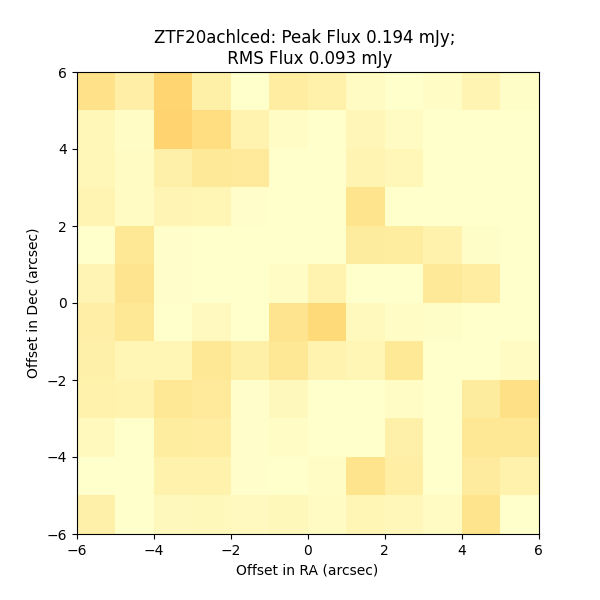 ZTF20achlced: Peak Flux 0.194 mJy;
RMS Flux 0.093 mJy
6
4
2
0
−2
−4
−6
Offset in Dec (arcsec)
−6 −4 −2 0 2 4 6
Offset in RA (arcsec)